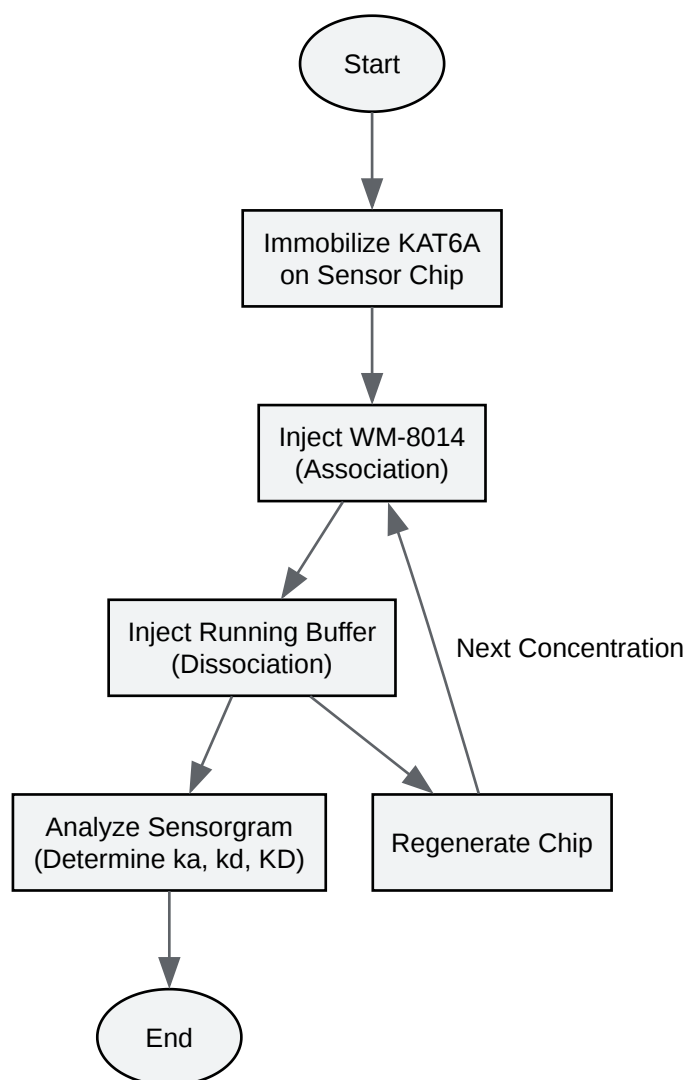 Start
Immobilize KAT6A
on Sensor Chip
Inject WM-8014
(Association)
Inject Running Buffer
(Dissociation)
Next Concentration
Analyze Sensorgram
(Determine ka, kd, KD)
Regenerate Chip
End